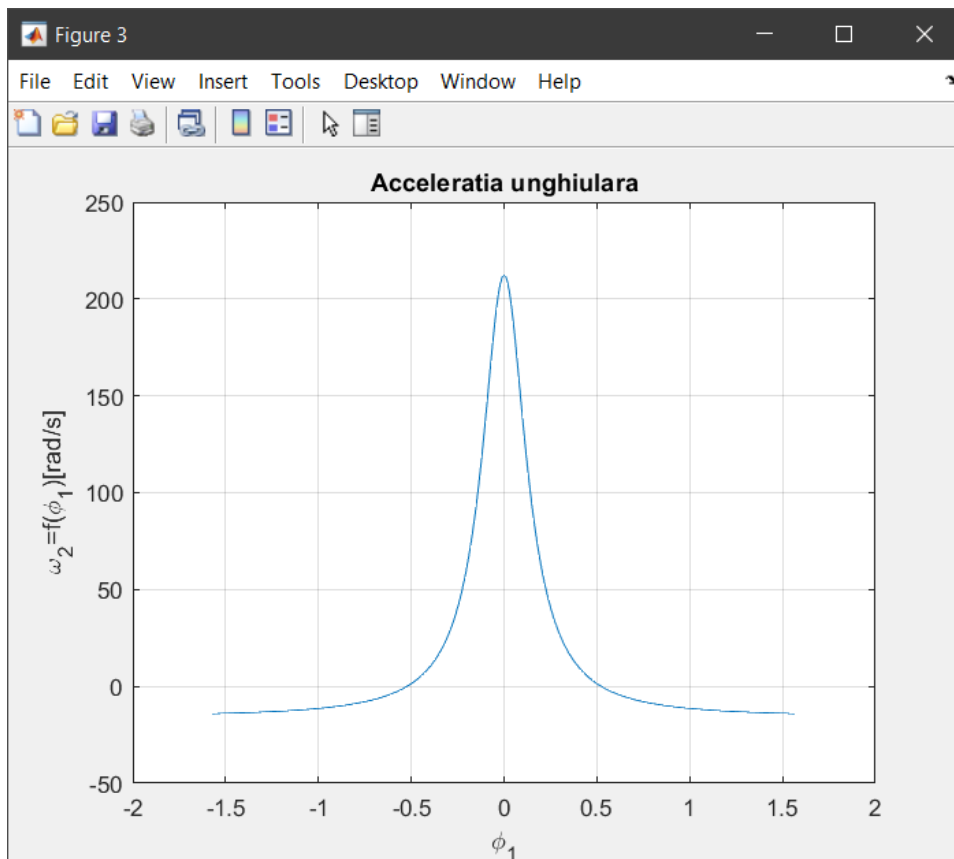 Figure 3
File Edit View Insert Tools Desktop Window Help
Acceleratia unghiulara
250
200
150
100
50
0
-50
ω₂=f(ϕ₁)[rad/s]
-2 -1.5 -1 -0.5 0 0.5 1 1.5 2
ϕ₁